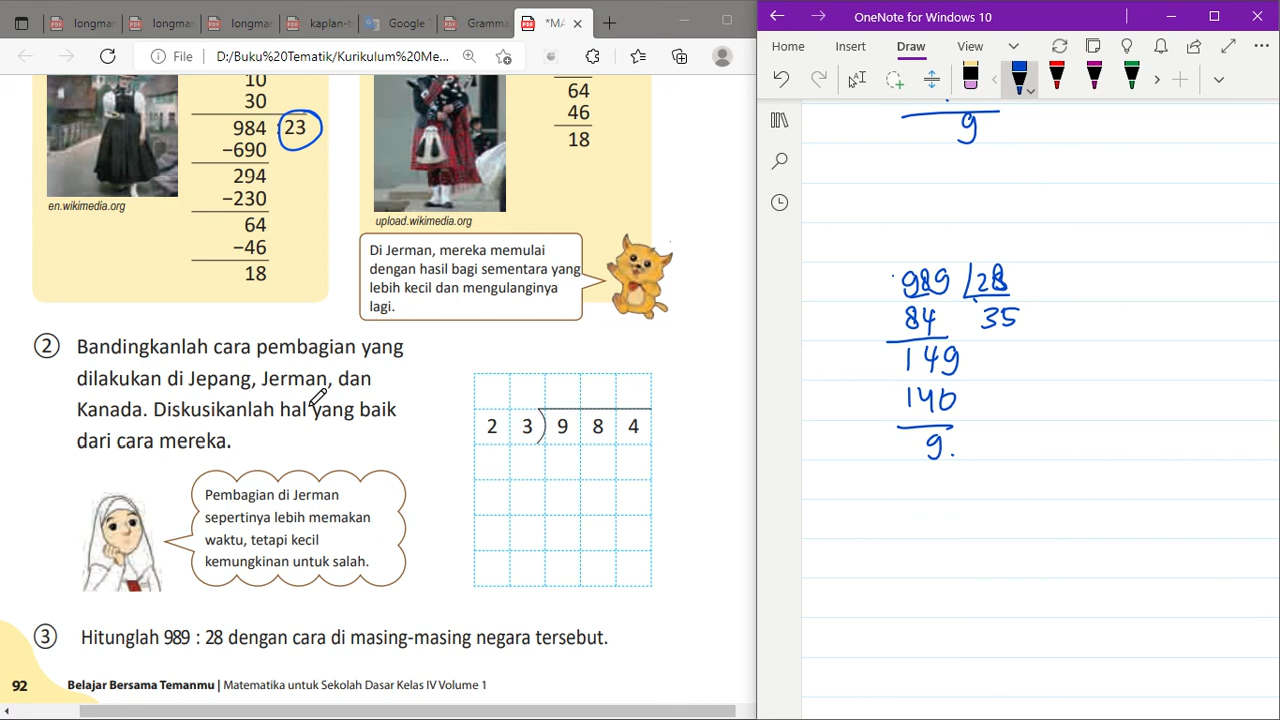 longma
longma
longma
kaplan-t
Google T
Gramma
*MA
File
D:/Buku%20Tematik/Kurikulum%20Me...
10
30
984 : 23
−690
294
−230
64
−46
18
en.wikimedia.org
64
46
18
upload.wikimedia.org
Di Jerman, mereka memulai
dengan hasil bagi sementara yang
lebih kecil dan mengulanginya
lagi.
2 Bandingkanlah cara pembagian yang
dilakukan di Jepang, Jerman, dan
Kanada. Diskusikanlah hal yang baik
dari cara mereka.
Pembagian di Jerman
sepertinya lebih memakan
waktu, tetapi kecil
kemungkinan untuk salah.
2 3 9 8 4
3 Hitunglah 989 : 28 dengan cara di masing-masing negara tersebut.
92 Belajar Bersama Temanmu | Matematika untuk Sekolah Dasar Kelas IV Volume 1
OneNote for Windows 10
Home Insert Draw View
9
989 28
84 35
149
140
9.